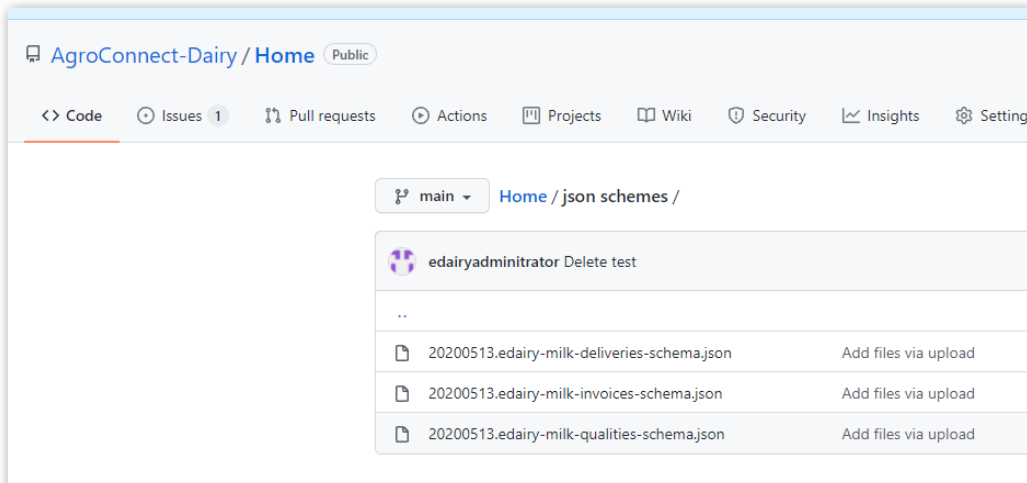 AgroConnect-Dairy / Home Public
Code Issues 1 Pull requests Actions Projects Wiki Security Insights Setting
main Home / json schemes /
edairyadminitrator Delete test
..
20200513.edairy-milk-deliveries-schema.json Add files via upload
20200513.edairy-milk-invoices-schema.json Add files via upload
20200513.edairy-milk-qualities-schema.json Add files via upload